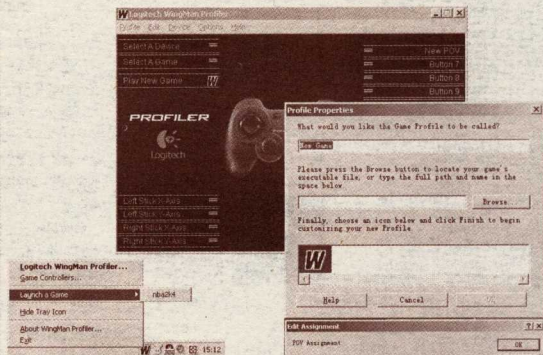 Logitech WingMan Profiler
Profile Edit Device Options Help
Select A Device
Select A Game
Play New Game
New POV
Button 7
Button 8
Button 9
PROFILER
Logitech
Left Stick X-Axis
Left Stick Y-Axis
Right Stick X-Axis
Right Stick Y-Axis
Profile Properties
What would you like the Game Profile to be called?
New Game
Please press the Browse button to locate your game's
executable file, or type the full path and name in the
space below
Browse
Finally, choose an icon below and click Finish to begin
customizing your new Profile
Help
Cancel
Edit Assignment
POV Assignment
OK
Logitech WingMan Profiler...
Game Controllers...
Launch a Game
nba2k4
Hide Tray Icon
About WingMan Profiler...
Exit
15:12